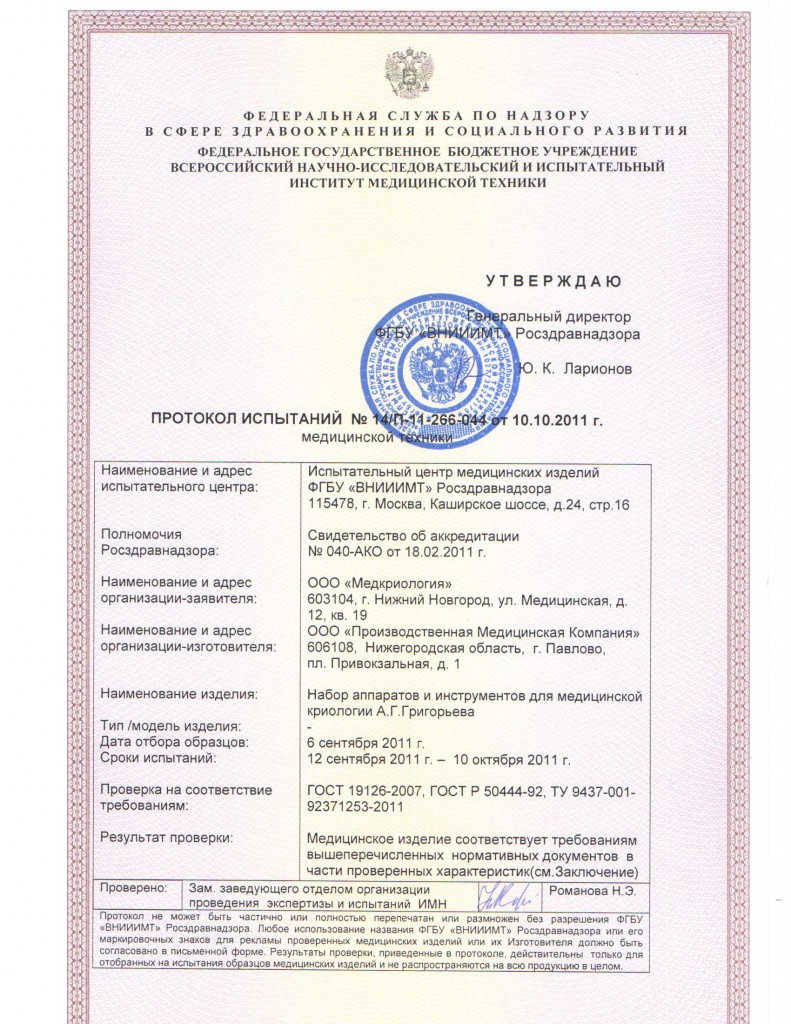 ФЕДЕРАЛЬНАЯ СЛУЖБА ПО НАДЗОРУ
В СФЕРЕ ЗДРАВООХРАНЕНИЯ И СОЦИАЛЬНОГО РАЗВИТИЯ
ФЕДЕРАЛЬНОЕ ГОСУДАРСТВЕННОЕ БЮДЖЕТНОЕ УЧРЕЖДЕНИЕ
ВСЕРОССИЙСКИЙ НАУЧНО-ИССЛЕДОВАТЕЛЬСКИЙ И ИСПЫТАТЕЛЬНЫЙ
ИНСТИТУТ МЕДИЦИНСКОЙ ТЕХНИКИ
УТВЕРЖДАЮ
Генеральный директор
ФГБУ «ВНИИИМТ» Росздравнадзора
Ю. К. Ларионов
ПРОТОКОЛ ИСПЫТАНИЙ № 14/П-11-266-044 от 10.10.2011 г.
медицинской техники
Наименование и адрес
испытательного центра:
Испытательный центр медицинских изделий
ФГБУ «ВНИИИМТ» Росздравнадзора
115478, г. Москва, Каширское шоссе, д.24, стр.16
Полномочия
Росздравнадзора:
Свидетельство об аккредитации
№ 040-АКО от 18.02.2011 г.
Наименование и адрес
организации-заявителя:
ООО «Медкриология»
603104, г. Нижний Новгород, ул. Медицинская, д.
12, кв. 19
Наименование и адрес
организации-изготовителя:
ООО «Производственная Медицинская Компания»
606108, Нижегородская область, г. Павлово,
пл. Привокзальная, д. 1
Наименование изделия:
Набор аппаратов и инструментов для медицинской
криологии А.Г.Григорьева
Тип /модель изделия:
-
Дата отбора образцов:
6 сентября 2011 г.
Сроки испытаний:
12 сентября 2011 г. – 10 октября 2011 г.
Проверка на соответствие
требованиям:
ГОСТ 19126-2007, ГОСТ Р 50444-92, ТУ 9437-001-
92371253-2011
Результат проверки:
Медицинское изделие соответствует требованиям
вышеперечисленных нормативных документов в
части проверенных характеристик(см.Заключение)
Проверено:
Зам. заведующего отделом организации
проведения экспертизы и испытаний ИМН
Романова Н.Э.
Протокол не может быть частично или полностью перепечатан или размножен без разрешения ФГБУ
«ВНИИИМТ» Росздравнадзора. Любое использование названия ФГБУ «ВНИИИМТ» Росздравнадзора или его
маркировочных знаков для рекламы проверенных медицинских изделий или их Изготовителя должно быть
согласовано в письменной форме. Результаты проверки, приведенные в протоколе, действительны только для
отобранных на испытания образцов медицинских изделий и не распространяются на всю продукцию в целом.